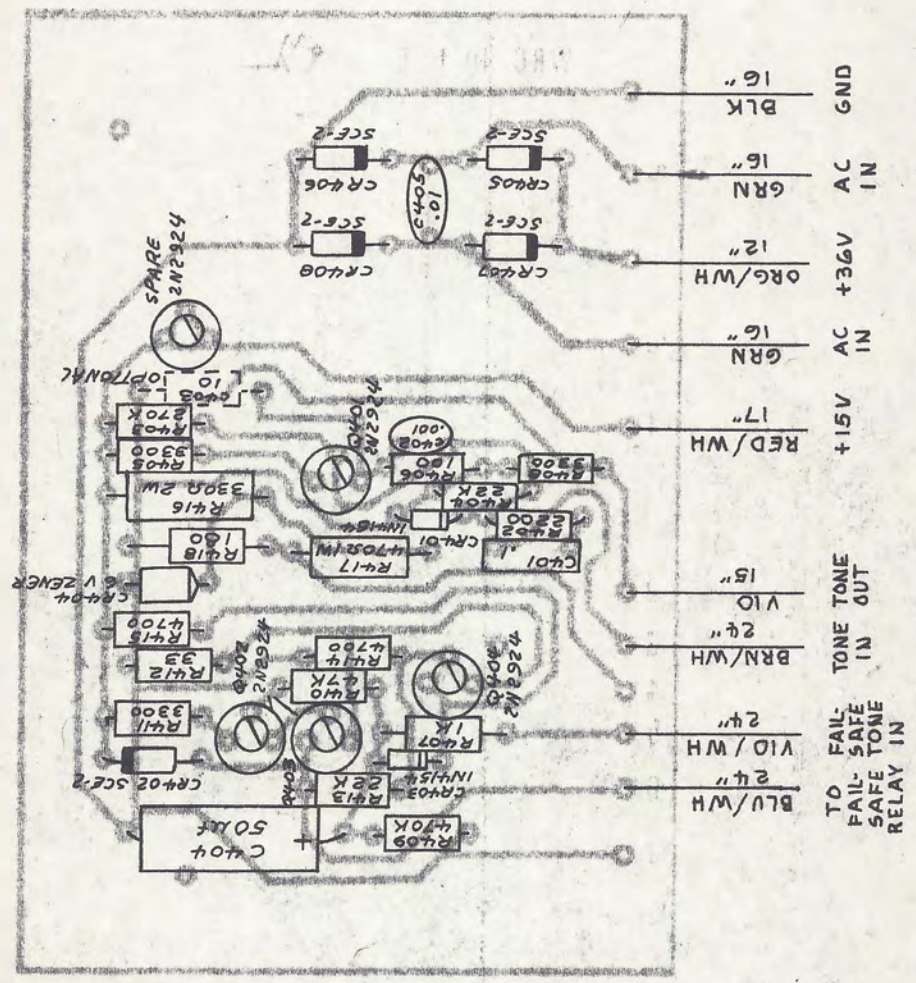 16"
BLK
GND
16"
GRN
AC
IN
12"
ORG/WH
+36V
16"
GRN
AC
IN
17"
RED/WH
+15V
15"
VIO
TONE
OUT
24"
BRN/WH
TONE
IN
24"
VIO/WH
FAIL-
SAFE
TONE
IN
24"
BLU/WH
TO
FAIL-
SAFE
RELAY
SCE-2
CR406
SCE-2
CR405
C405
.01
SCE-2
CR408
SCE-2
CR407
SPARE
2N2924
OPTIONAL
10
C403
270K
R403
3300
R405
330Ω 2W
R416
Q401
2N2924
.001
C402
100
R406
3300
R408
22K
R404
1N4154
CR401
2200
R402
.1
C401
180
R418
470Ω 1W
R417
6 V ZENER
CR404
4700
R415
33
R412
Q402
2N2924
4700
R414
47K
R410
Q404
2N2924
3300
R411
1K
R407
SCE-2
CR402
Q403
22K
R413
1N4154
CR403
50μf
C404
+
470K
R409